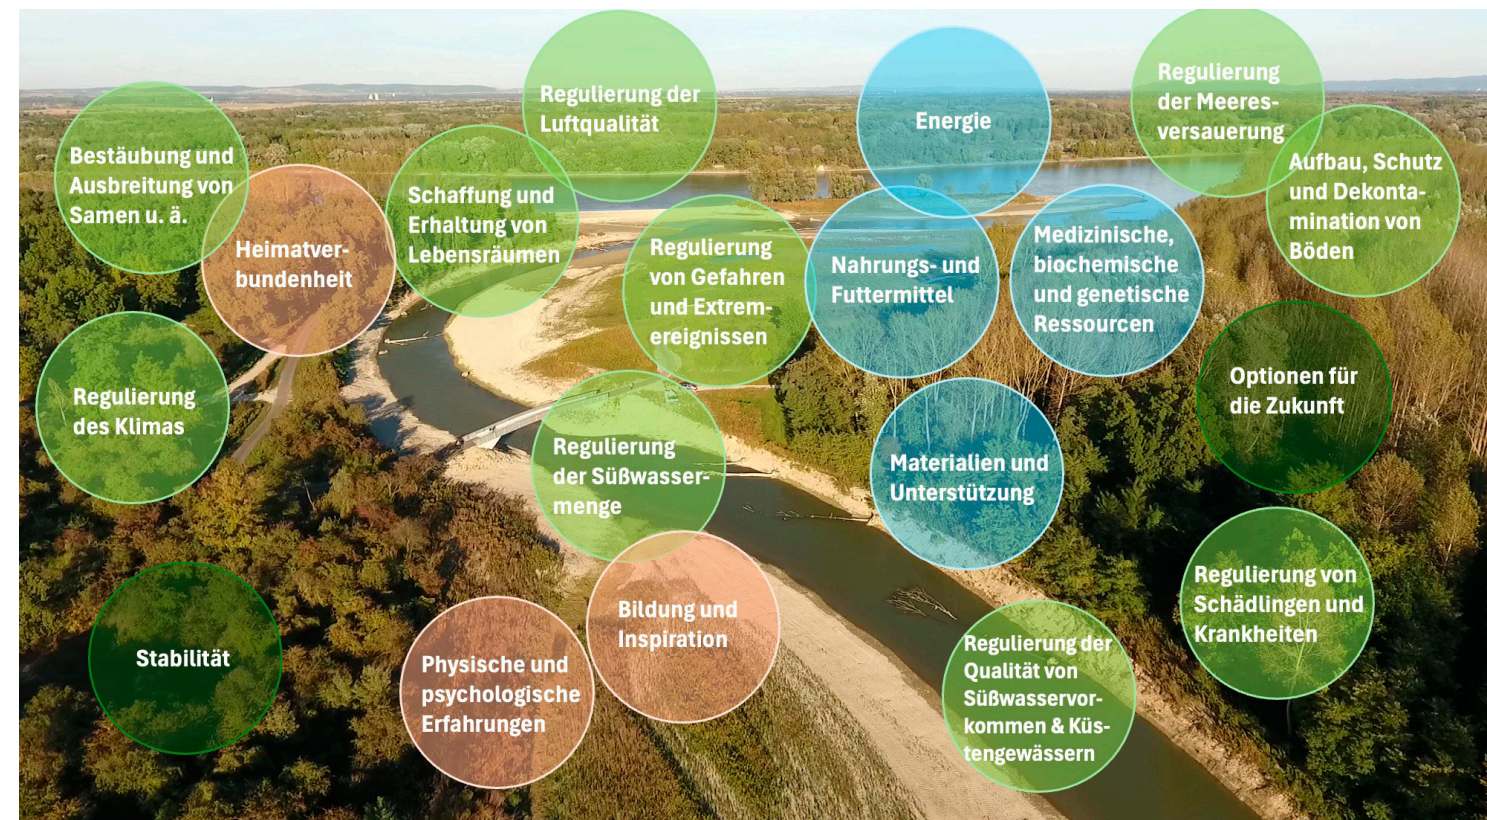 Regulierung der
Luftqualität
Energie
Regulierung
der Meeres-
versauerung
Bestäubung und
Ausbreitung von
Samen u. ä.
Schaffung und
Erhaltung von
Lebensräumen
Aufbau, Schutz
und Dekonta-
mination von
Böden
Heimatver-
bundenheit
Regulierung
von Gefahren
und Extrem-
ereignissen
Nahrungs- und
Futtermittel
Medizinische,
biochemische
und genetische
Ressourcen
Regulierung
des Klimas
Optionen für
die Zukunft
Regulierung
der Süßwasser-
menge
Materialien und
Unterstützung
Regulierung von
Schädlingen und
Krankheiten
Stabilität
Physische und
psychologische
Erfahrungen
Bildung und
Inspiration
Regulierung der
Qualität von
Süßwasservor-
kommen & Küs-
tengewässern